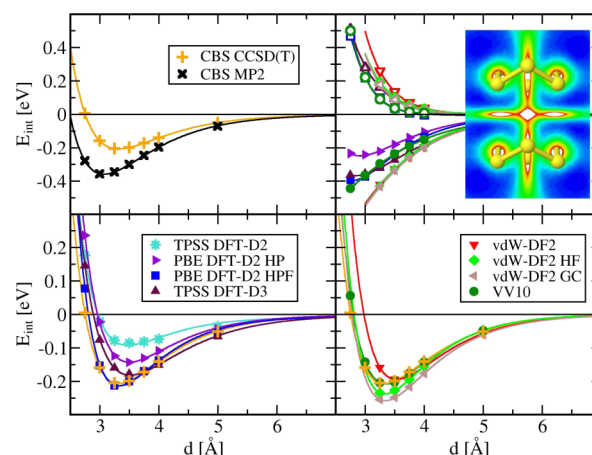 0.4
0.2
0
-0.2
-0.4
E_int [eV]
CBS CCSD(T)
CBS MP2
0.2
0.1
0
-0.1
-0.2
E_int [eV]
TPSS DFT-D2
PBE DFT-D2 HP
PBE DFT-D2 HPF
TPSS DFT-D3
vdW-DF2
vdW-DF2 HF
vdW-DF2 GC
VV10
3 4 5 6
3 4 5 6
d [Å]
d [Å]